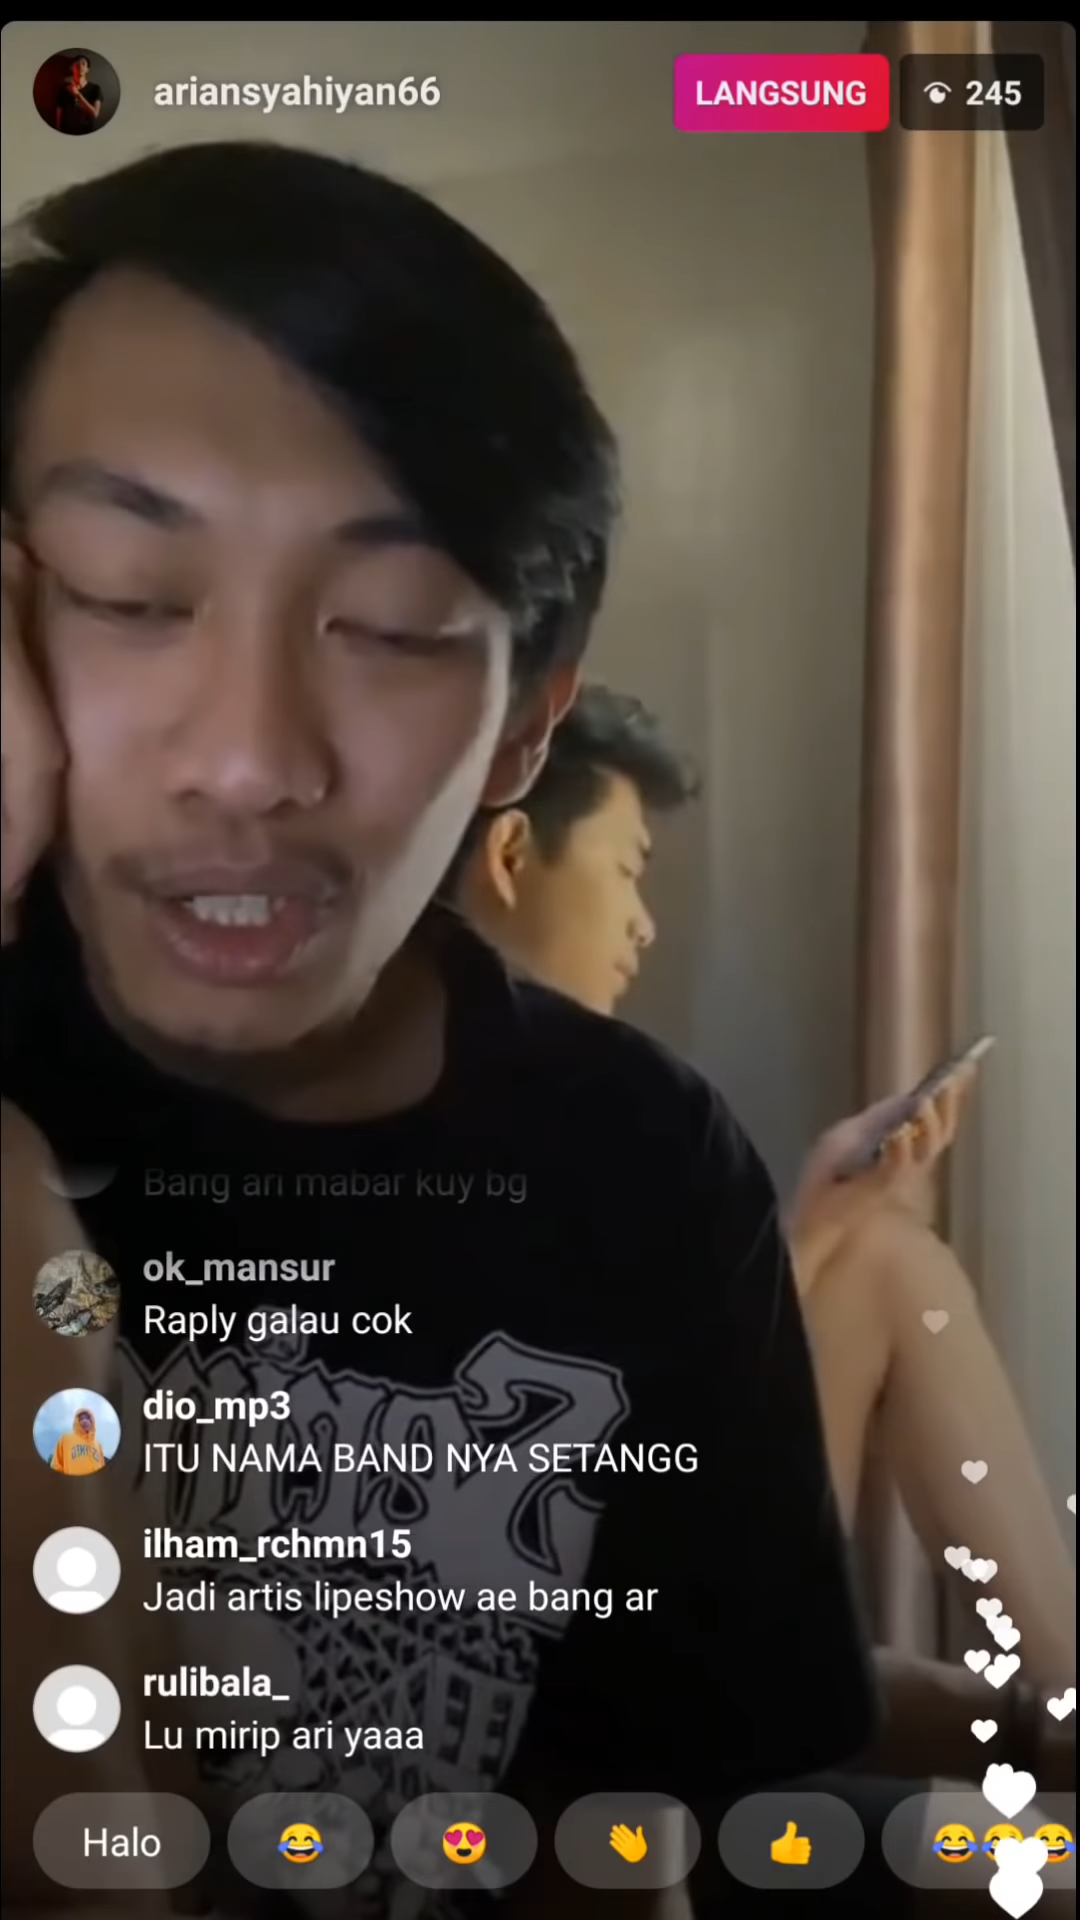 ariansyahiyan66
LANGSUNG
245
Bang ari mabar kuy bg
ok_mansur
Raply galau cok
dio_mp3
ITU NAMA BAND NYA SETANGG
ilham_rchmn15
Jadi artis lipeshow ae bang ar
rulibala_
Lu mirip ari yaaa
Halo